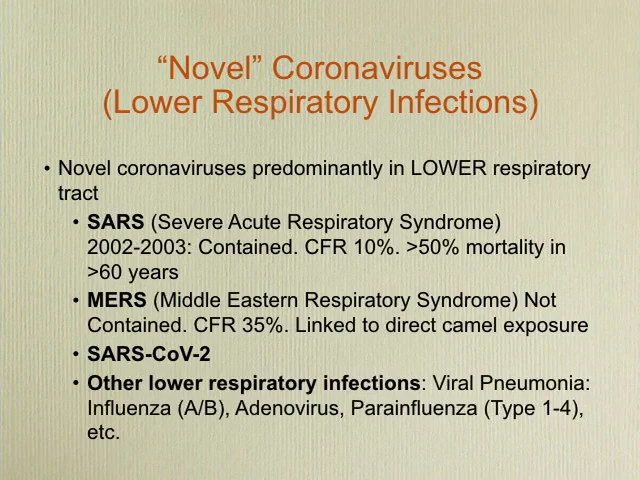 “Novel” Coronaviruses
(Lower Respiratory Infections)
• Novel coronaviruses predominantly in LOWER respiratory
tract
• SARS (Severe Acute Respiratory Syndrome)
2002-2003: Contained. CFR 10%. >50% mortality in
>60 years
• MERS (Middle Eastern Respiratory Syndrome) Not
Contained. CFR 35%. Linked to direct camel exposure
• SARS-CoV-2
• Other lower respiratory infections: Viral Pneumonia:
Influenza (A/B), Adenovirus, Parainfluenza (Type 1-4),
etc.